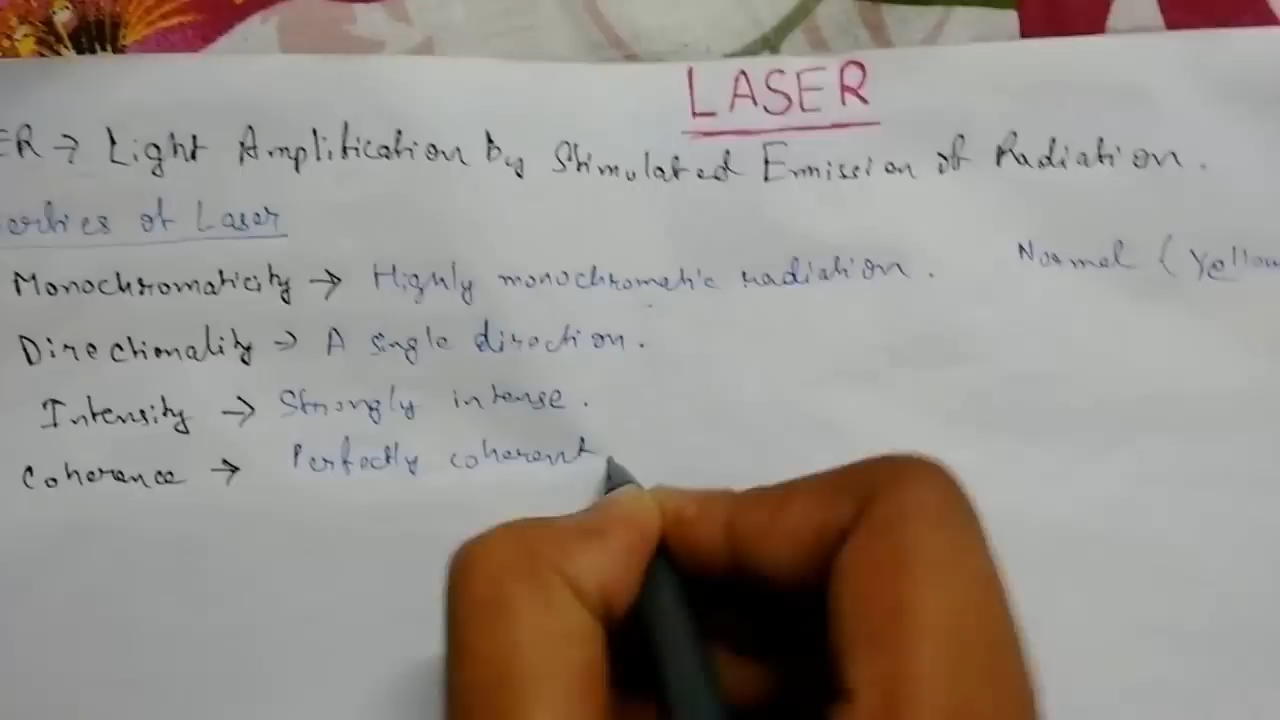 LASER
ER → Light Amplification by Stimulated Emission of Radiation.
erties of Laser
Monochromaticity → Highly monochromatic radiation. Normal (Yellow
Directionality → A single direction.
Intensity → Strongly intense.
Coherence → Perfectly coherent